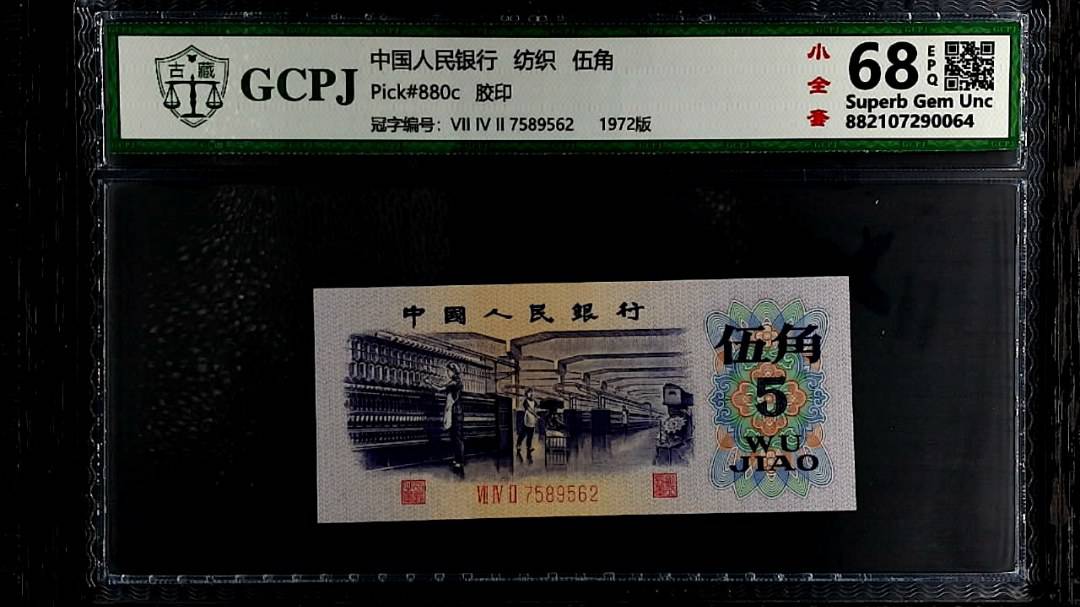 古藏
GCPJ
中国人民银行 纺织 伍角
Pick#880c 胶印
冠字编号: VII IV II 7589562 1972版
小全套
68
EPQ
Superb Gem Unc
882107290064
中國人民銀行
伍角
5
WU
JIAO
VII IV II 7589562